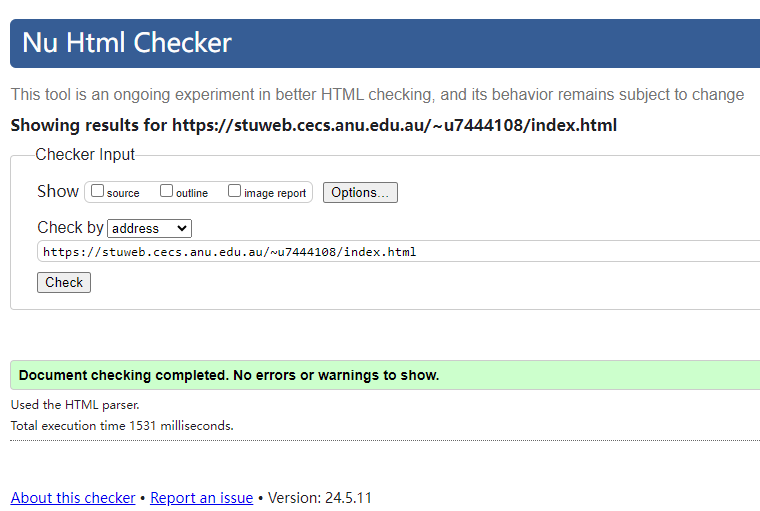 Nu Html Checker
This tool is an ongoing experiment in better HTML checking, and its behavior remains subject to change
Showing results for https://stuweb.cecs.anu.edu.au/~u7444108/index.html
Checker Input
Show source outline image report Options...
Check by address
https://stuweb.cecs.anu.edu.au/~u7444108/index.html
Check
Document checking completed. No errors or warnings to show.
Used the HTML parser.
Total execution time 1531 milliseconds.
About this checker • Report an issue • Version: 24.5.11